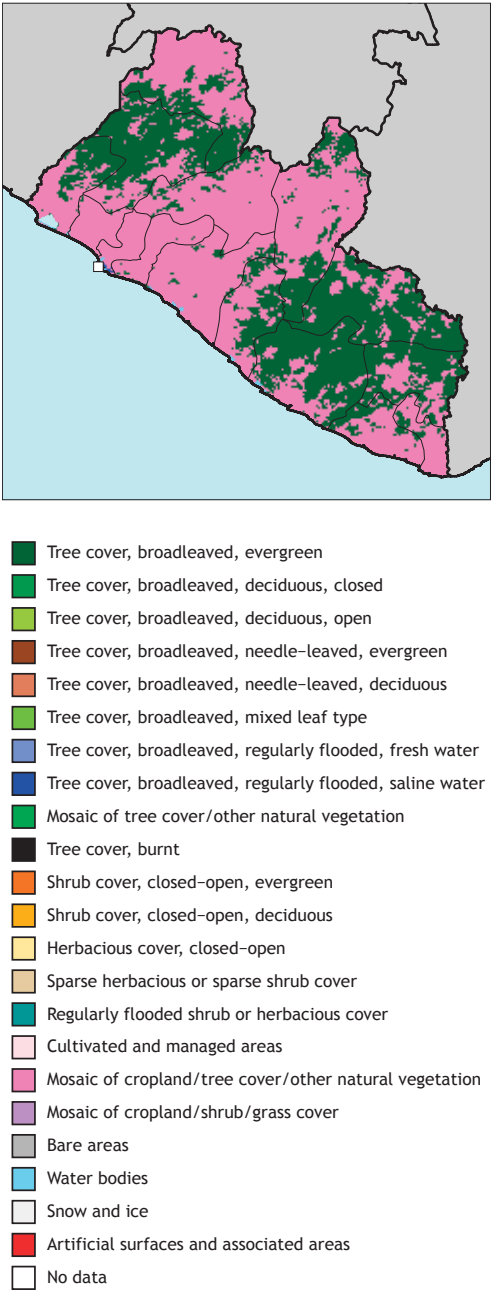 Tree cover, broadleaved, evergreen
Tree cover, broadleaved, deciduous, closed
Tree cover, broadleaved, deciduous, open
Tree cover, broadleaved, needle−leaved, evergreen
Tree cover, broadleaved, needle−leaved, deciduous
Tree cover, broadleaved, mixed leaf type
Tree cover, broadleaved, regularly flooded, fresh water
Tree cover, broadleaved, regularly flooded, saline water
Mosaic of tree cover/other natural vegetation
Tree cover, burnt
Shrub cover, closed−open, evergreen
Shrub cover, closed−open, deciduous
Herbacious cover, closed−open
Sparse herbacious or sparse shrub cover
Regularly flooded shrub or herbacious cover
Cultivated and managed areas
Mosaic of cropland/tree cover/other natural vegetation
Mosaic of cropland/shrub/grass cover
Bare areas
Water bodies
Snow and ice
Artificial surfaces and associated areas
No data